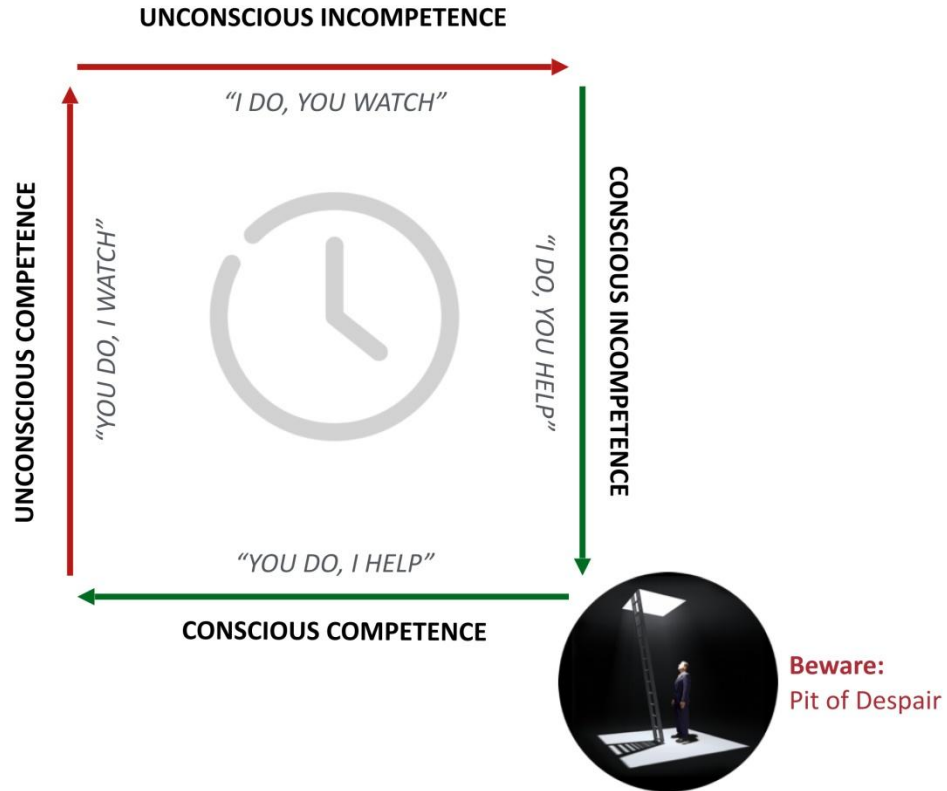 UNCONSCIOUS INCOMPETENCE
“I DO, YOU WATCH”
UNCONSCIOUS COMPETENCE
“YOU DO, I WATCH”
“I DO, YOU HELP”
CONSCIOUS INCOMPETENCE
“YOU DO, I HELP”
CONSCIOUS COMPETENCE
Beware:
Pit of Despair